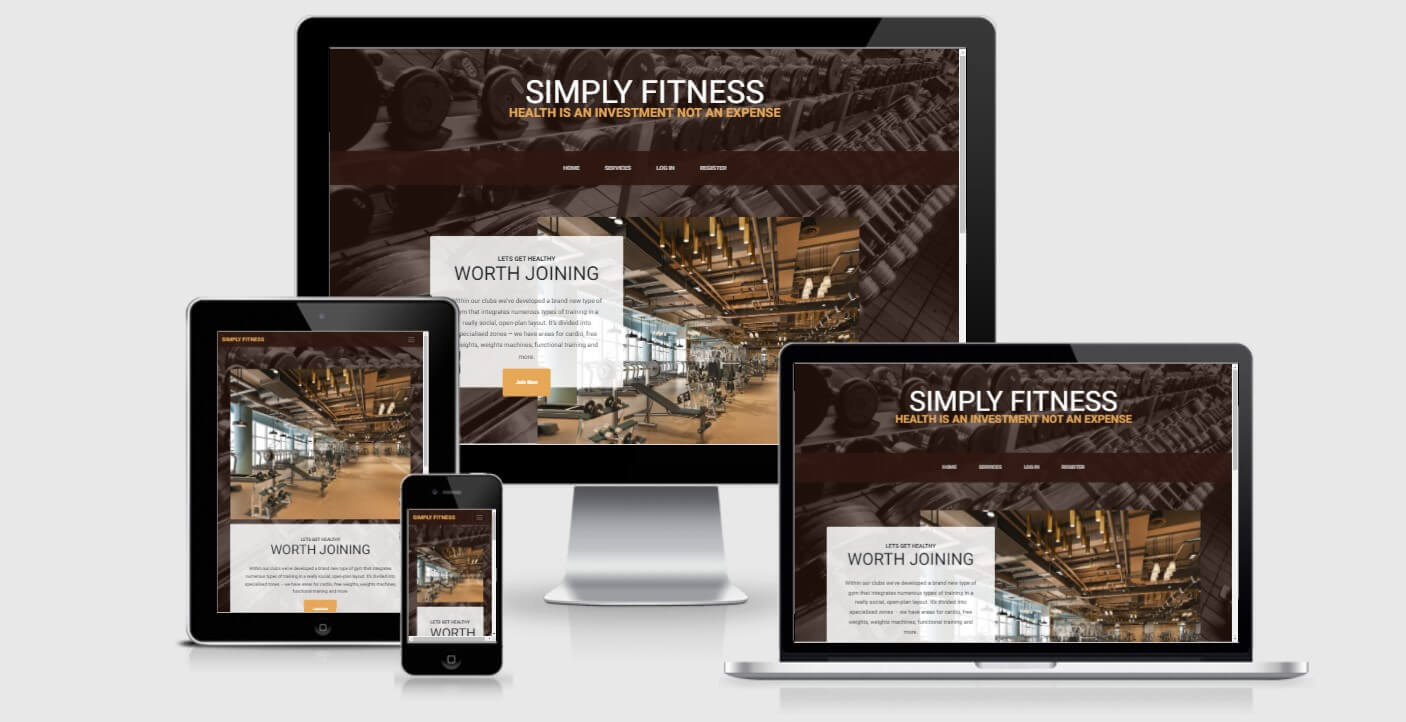 SIMPLY FITNESS
HEALTH IS AN INVESTMENT NOT AN EXPENSE
HOME SERVICES LOG IN REGISTER
LETS GET HEALTHY
WORTH JOINING
Within our clubs we've developed a brand new type of
gym that integrates numerous types of training in a
really social, open-plan layout. It's divided into
specialised zones – we have areas for cardio, free
weights, weights machines, functional training and
more.
Join Now
SIMPLY FITNESS
LETS GET HEALTHY
WORTH JOINING
Within our clubs we've developed a brand new type of gym that integrates
numerous types of training in a really social, open-plan layout. It's divided into
specialised zones – we have areas for cardio, free weights, weights machines,
functional training and more
SIMPLY FITNESS
LETS GET HEALTHY
WORTH
SIMPLY FITNESS
HEALTH IS AN INVESTMENT NOT AN EXPENSE
HOME SERVICES LOG IN REGISTER
LETS GET HEALTHY
WORTH JOINING
Within our clubs we've developed a brand new type of
gym that integrates numerous types of training in a
really social, open-plan layout. It's divided into
specialised zones – we have areas for cardio, free
weights, weights machines, functional training and
more.